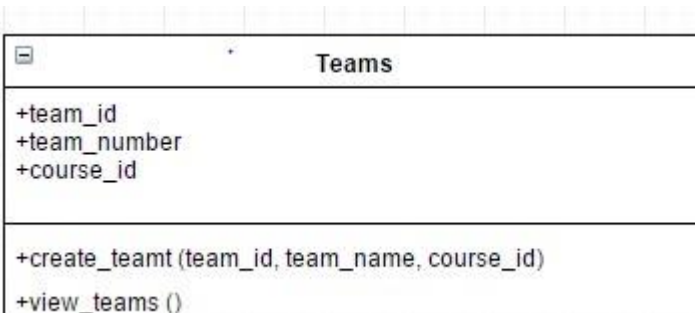 Teams
+team_id
+team_number
+course_id
+create_teamt (team_id, team_name, course_id)
+view_teams ()